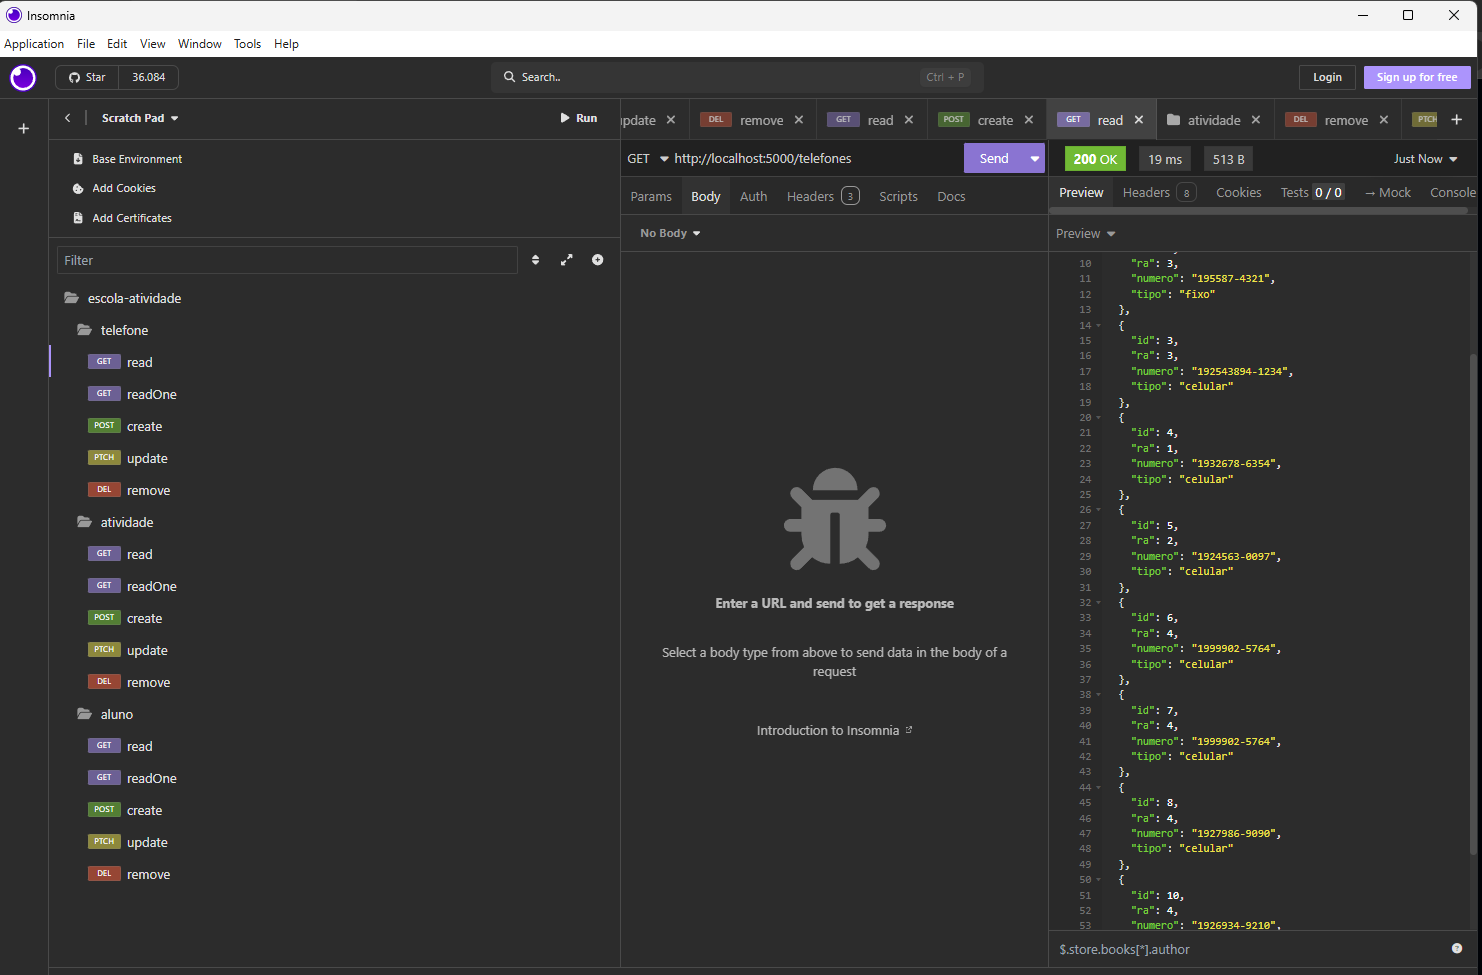 Insomnia
Application File Edit View Window Tools Help
Star 36.084
Search.. Ctrl + P
Login Sign up for free
Scratch Pad
Run
Base Environment
Add Cookies
Add Certificates
Filter
escola-atividade
telefone
GET read
GET readOne
POST create
PTCH update
DEL remove
atividade
GET read
GET readOne
POST create
PTCH update
DEL remove
aluno
GET read
GET readOne
POST create
PTCH update
DEL remove
update DEL remove GET read POST create GET read atividade DEL remove PTCH
GET http://localhost:5000/telefones Send
Params Body Auth Headers 3 Scripts Docs
No Body
Enter a URL and send to get a response
Select a body type from above to send data in the body of a
request
Introduction to Insomnia
200 OK 19 ms 513 B Just Now
Preview Headers 8 Cookies Tests 0 / 0 → Mock Console
Preview
10 "ra": 3,
11 "numero": "195587-4321",
12 "tipo": "fixo"
13 },
14 {
15 "id": 3,
16 "ra": 3,
17 "numero": "192543894-1234",
18 "tipo": "celular"
19 },
20 {
21 "id": 4,
22 "ra": 1,
23 "numero": "1932678-6354",
24 "tipo": "celular"
25 },
26 {
27 "id": 5,
28 "ra": 2,
29 "numero": "1924563-0097",
30 "tipo": "celular"
31 },
32 {
33 "id": 6,
34 "ra": 4,
35 "numero": "1999902-5764",
36 "tipo": "celular"
37 },
38 {
39 "id": 7,
40 "ra": 4,
41 "numero": "1999902-5764",
42 "tipo": "celular"
43 },
44 {
45 "id": 8,
46 "ra": 4,
47 "numero": "1927986-9090",
48 "tipo": "celular"
49 },
50 {
51 "id": 10,
52 "ra": 4,
53 "numero": "1926934-9210",
$.store.books[*].author